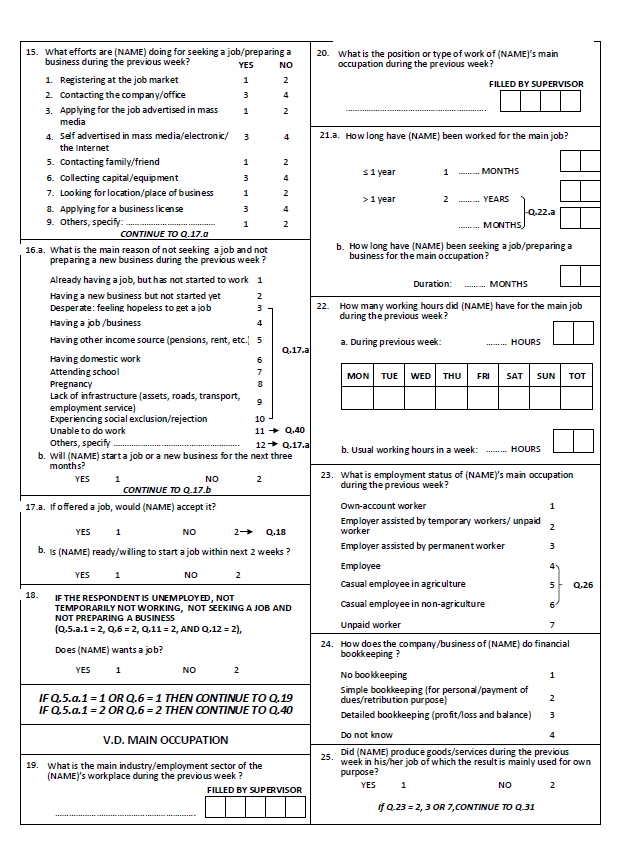 15. What efforts are (NAME) doing for seeking a job/preparing a
business during the previous week? YES NO
1. Registering at the job market 1 2
2. Contacting the company/office 3 4
3. Applying for the job advertised in mass 1 2
media
4. Self advertised in mass media/electronic/ 3 4
the Internet
5. Contacting family/friend 1 2
6. Collecting capital/equipment 3 4
7. Looking for location/place of business 1 2
8. Applying for a business license 3 4
9. Others, specify: .................................... 1 2
CONTINUE TO Q.17.a
16.a. What is the main reason of not seeking a job and not
preparing a new business during the previous week ?
Already having a job, but has not started to work 1
Having a new business but not started yet 2
Desperate: feeling hopeless to get a job 3
Having a job /business 4
Having other income source (pensions, rent, etc.) 5
Q.17.a
Having domestic work 6
Attending school 7
Pregnancy 8
Lack of infrastructure (assets, roads, transport,
employment service) 9
Experiencing social exclusion/rejection 10
Unable to do work 11 → Q.40
Others, specify .................................................... 12 → Q.17.a
b. Will (NAME) start a job or a new business for the next three
months?
YES 1 NO 2
CONTINUE TO Q.17.b
17.a. If offered a job, would (NAME) accept it?
YES 1 NO 2→ Q.18
b. Is (NAME) ready/willing to start a job within next 2 weeks ?
YES 1 NO 2
18. IF THE RESPONDENT IS UNEMPLOYED, NOT
TEMPORARILY NOT WORKING, NOT SEEKING A JOB AND
NOT PREPARING A BUSINESS
(Q.5.a.1 = 2, Q.6 = 2, Q.11 = 2, AND Q.12 = 2),
Does (NAME) wants a job?
YES 1 NO 2
IF Q.5.a.1 = 1 OR Q.6 = 1 THEN CONTINUE TO Q.19
IF Q.5.a.1 = 2 OR Q.6 = 2 THEN CONTINUE TO Q.40
V.D. MAIN OCCUPATION
19. What is the main industry/employment sector of the
(NAME)'s workplace during the previous week ?
FILLED BY SUPERVISOR
.........................................................
20. What is the position or type of work of (NAME)'s main
occupation during the previous week?
FILLED BY SUPERVISOR
.........................................................
21.a. How long have (NAME) been worked for the main job?
≤ 1 year 1 ......... MONTHS
> 1 year 2 ......... YEARS
Q.22.a
......... MONTHS
b. How long have (NAME) been seeking a job/preparing a
business for the main occupation?
Duration: ......... MONTHS
22. How many working hours did (NAME) have for the main job
during the previous week?
a. During previous week: ......... HOURS
MON TUE WED THU FRI SAT SUN TOT
b. Usual working hours in a week: ......... HOURS
23. What is employment status of (NAME)'s main occupation
during the previous week?
Own-account worker 1
Employer assisted by temporary workers/ unpaid
worker 2
Employer assisted by permanent worker 3
Employee 4
Casual employee in agriculture 5 Q.26
Casual employee in non-agriculture 6
Unpaid worker 7
24. How does the company/business of (NAME) do financial
bookkeeping ?
No bookkeeping 1
Simple bookkeeping (for personal/payment of
dues/retribution purpose) 2
Detailed bookkeeping (profit/loss and balance) 3
Do not know 4
25. Did (NAME) produce goods/services during the previous
week in his/her job of which the result is mainly used for own
purpose?
YES 1 NO 2
If Q.23 = 2, 3 OR 7,CONTINUE TO Q.31